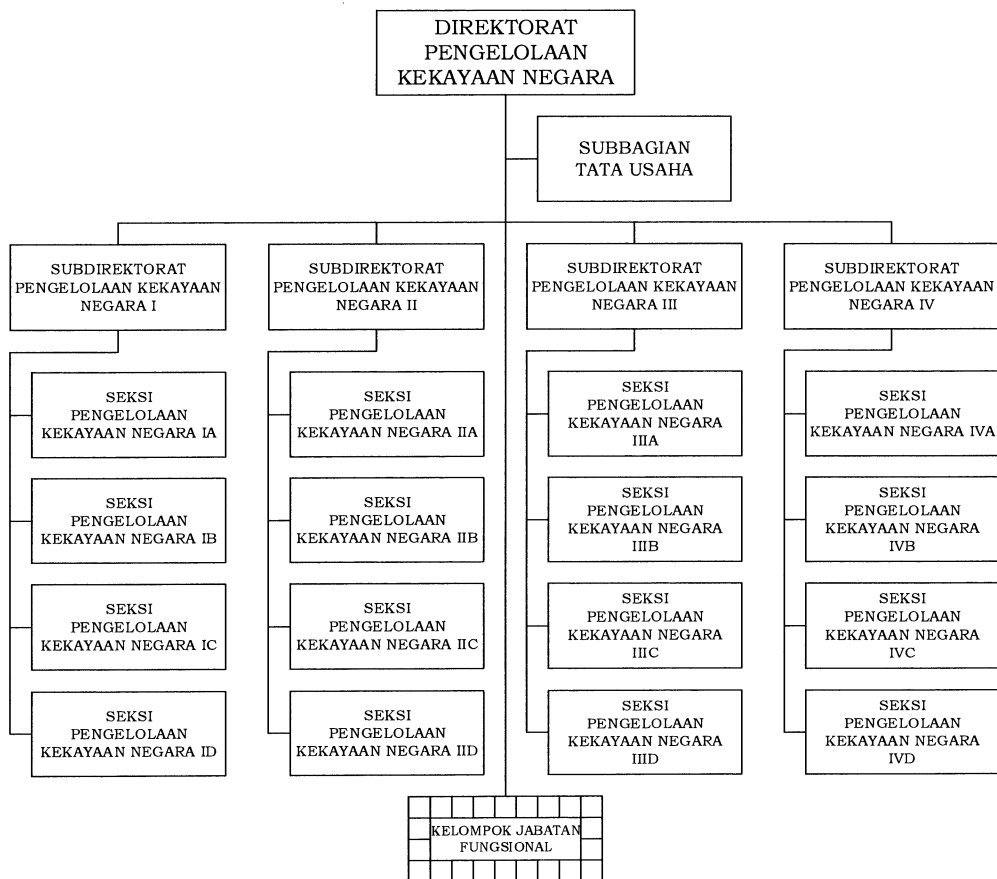 DIREKTORAT
PENGELOLAAN
KEKAYAAN NEGARA
SUBBAGIAN
TATA USAHA
SUBDIREKTORAT
PENGELOLAAN KEKAYAAN
NEGARA I
SUBDIREKTORAT
PENGELOLAAN KEKAYAAN
NEGARA II
SUBDIREKTORAT
PENGELOLAAN KEKAYAAN
NEGARA III
SUBDIREKTORAT
PENGELOLAAN KEKAYAAN
NEGARA IV
SEKSI
PENGELOLAAN
KEKAYAAN NEGARA IA
SEKSI
PENGELOLAAN
KEKAYAAN NEGARA IIA
SEKSI
PENGELOLAAN
KEKAYAAN NEGARA
IIIA
SEKSI
PENGELOLAAN
KEKAYAAN NEGARA IVA
SEKSI
PENGELOLAAN
KEKAYAAN NEGARA IB
SEKSI
PENGELOLAAN
KEKAYAAN NEGARA IIB
SEKSI
PENGELOLAAN
KEKAYAAN NEGARA
IIIB
SEKSI
PENGELOLAAN
KEKAYAAN NEGARA
IVB
SEKSI
PENGELOLAAN
KEKAYAAN NEGARA IC
SEKSI
PENGELOLAAN
KEKAYAAN NEGARA IIC
SEKSI
PENGELOLAAN
KEKAYAAN NEGARA
IIIC
SEKSI
PENGELOLAAN
KEKAYAAN NEGARA
IVC
SEKSI
PENGELOLAAN
KEKAYAAN NEGARA ID
SEKSI
PENGELOLAAN
KEKAYAAN NEGARA IID
SEKSI
PENGELOLAAN
KEKAYAAN NEGARA
IIID
SEKSI
PENGELOLAAN
KEKAYAAN NEGARA
IVD
KELOMPOK JABATAN
FUNGSIONAL